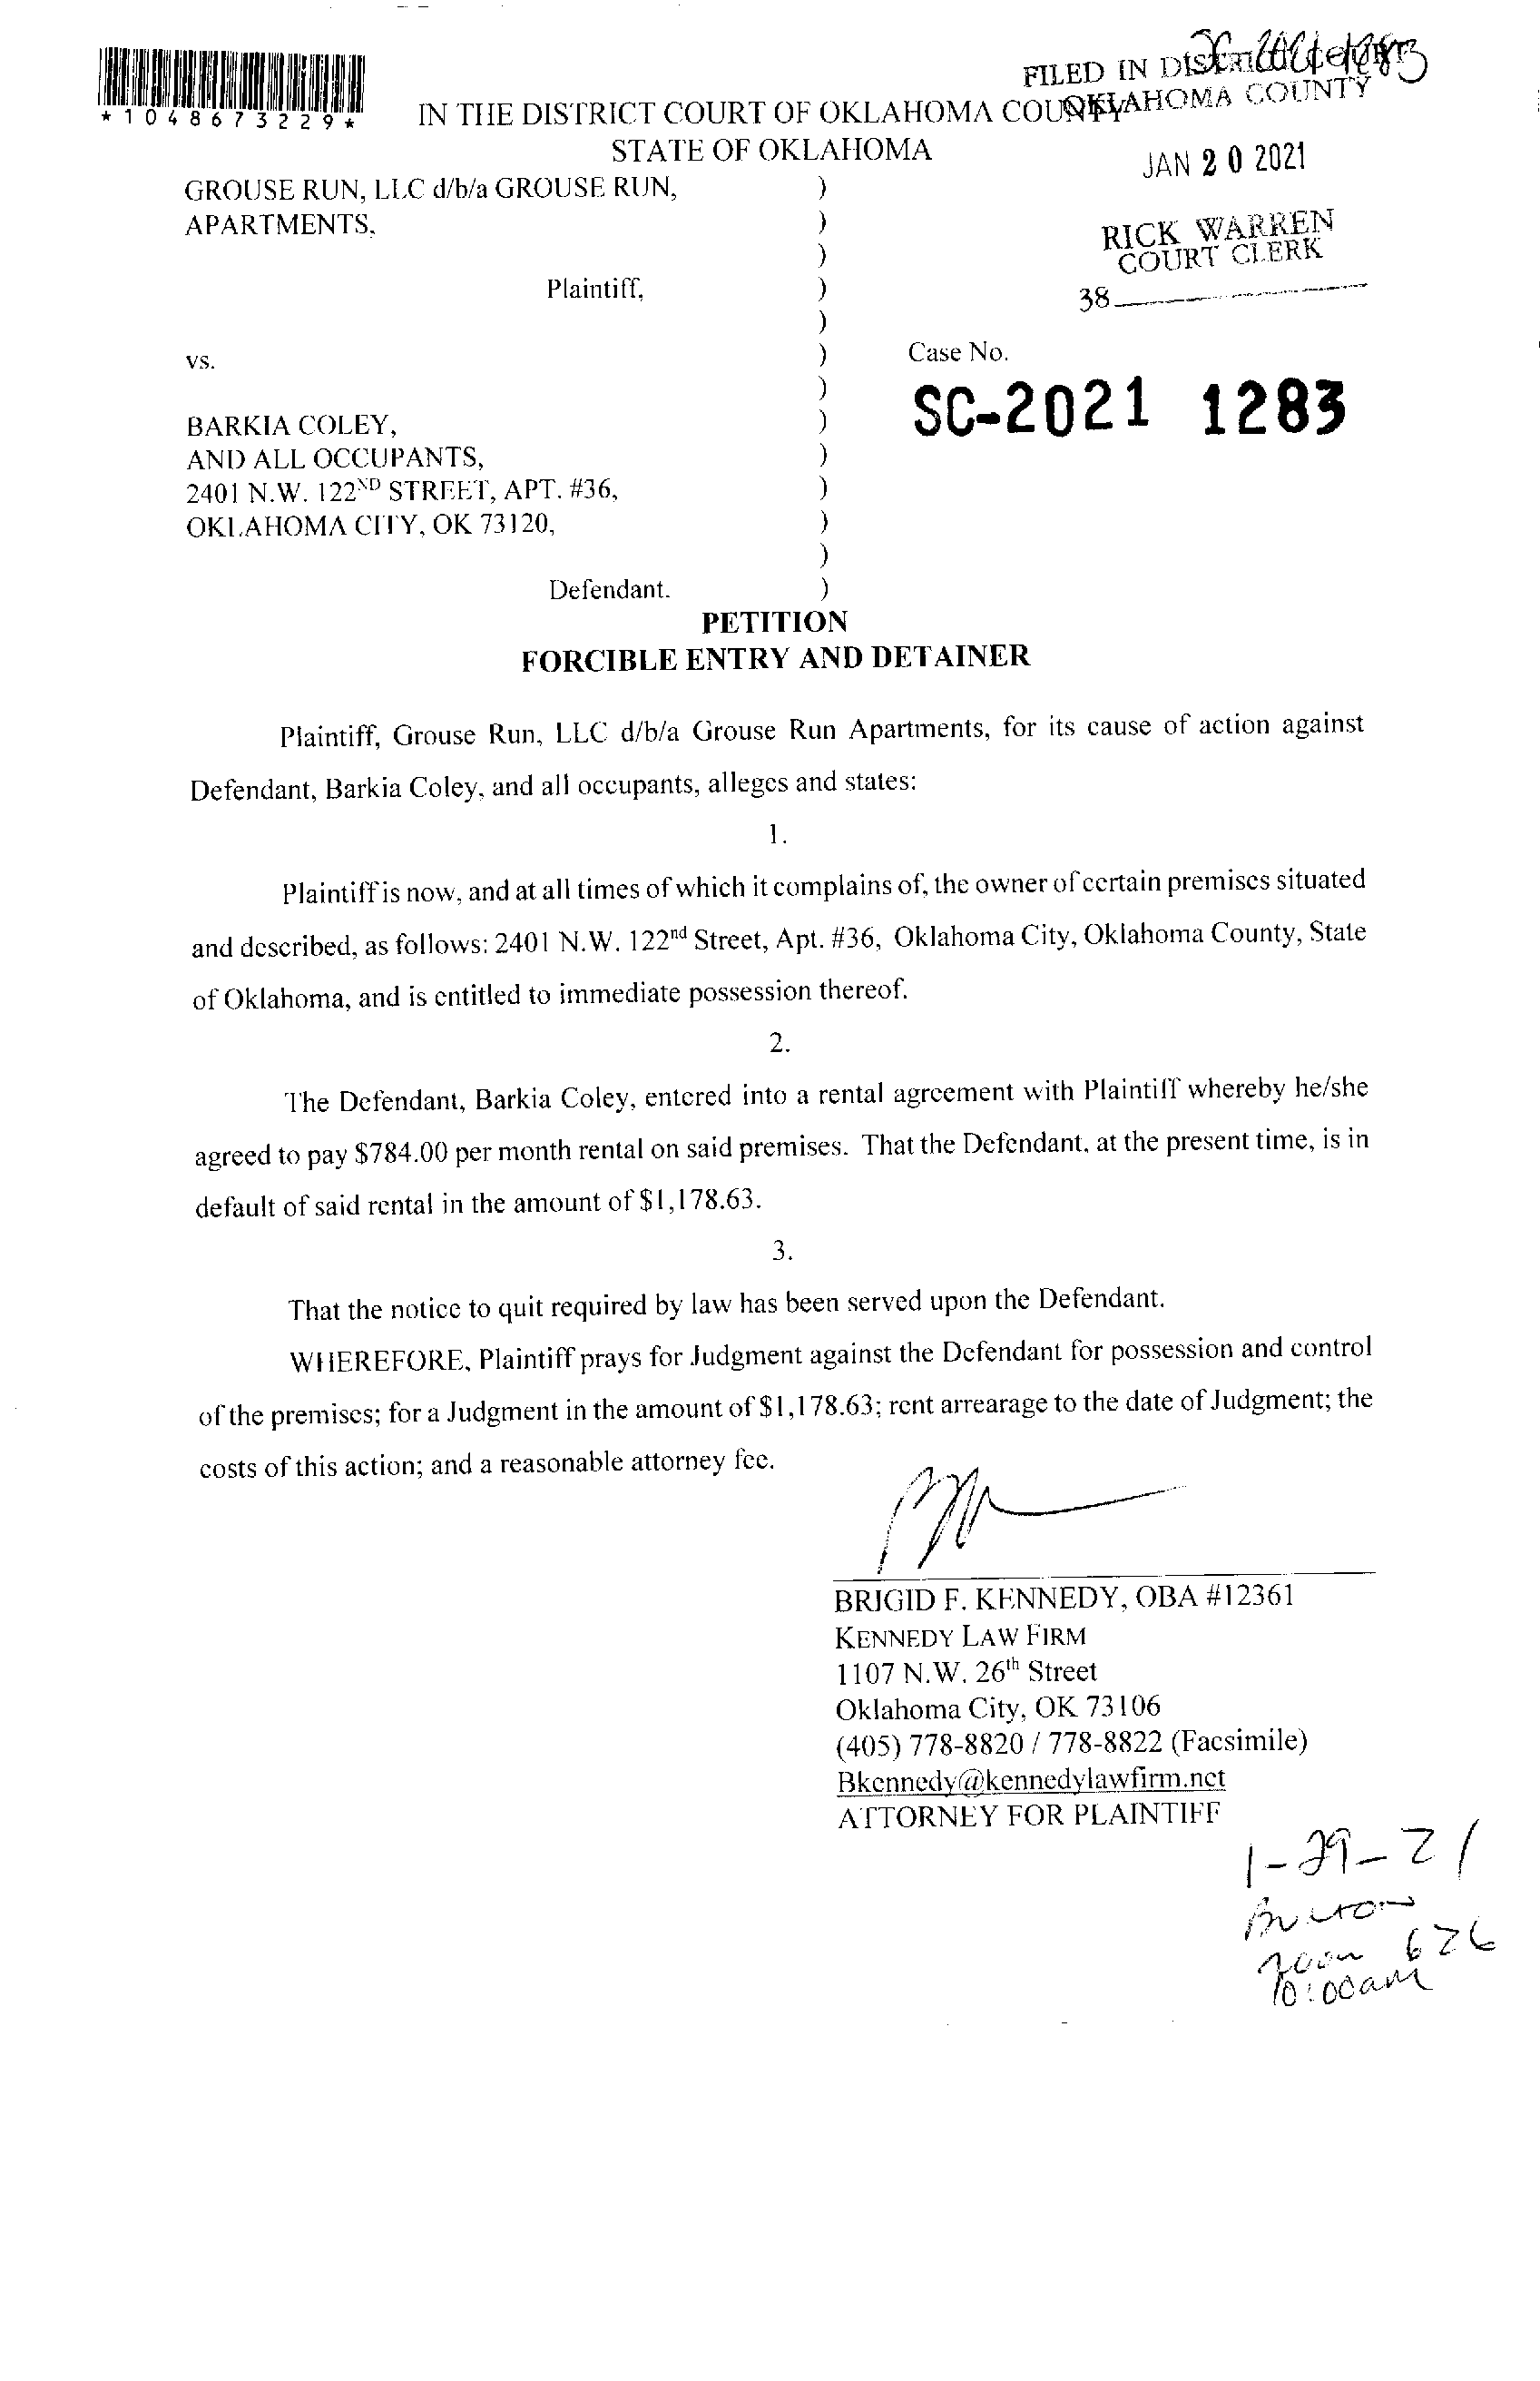 *1048673229*
FILED IN DISTRICT COURT
OKLAHOMA COUNTY
IN THE DISTRICT COURT OF OKLAHOMA COUNTY
STATE OF OKLAHOMA
JAN 20 2021
RICK WARREN
COURT CLERK
38
GROUSE RUN, LLC d/b/a GROUSE RUN, )
APARTMENTS, )
)
Plaintiff, )
)
vs. )
Case No.
)
SC-2021 1283
BARKIA COLEY, )
AND ALL OCCUPANTS, )
2401 N.W. 122ND STREET, APT. #36, )
OKLAHOMA CITY, OK 73120, )
)
Defendant. )
PETITION
FORCIBLE ENTRY AND DETAINER
Plaintiff, Grouse Run, LLC d/b/a Grouse Run Apartments, for its cause of action against
Defendant, Barkia Coley, and all occupants, alleges and states:
1.
Plaintiff is now, and at all times of which it complains of, the owner of certain premises situated
and described, as follows: 2401 N.W. 122nd Street, Apt. #36, Oklahoma City, Oklahoma County, State
of Oklahoma, and is entitled to immediate possession thereof.
2.
The Defendant, Barkia Coley, entered into a rental agreement with Plaintiff whereby he/she
agreed to pay $784.00 per month rental on said premises. That the Defendant, at the present time, is in
default of said rental in the amount of $1,178.63.
3.
That the notice to quit required by law has been served upon the Defendant.
WHEREFORE, Plaintiff prays for Judgment against the Defendant for possession and control
of the premises; for a Judgment in the amount of $1,178.63; rent arrearage to the date of Judgment; the
costs of this action; and a reasonable attorney fee.
BRIGID F. KENNEDY, OBA #12361
KENNEDY LAW FIRM
1107 N.W. 26th Street
Oklahoma City, OK 73106
(405) 778-8820 / 778-8822 (Facsimile)
Bkennedy@kennedylawfirm.net
ATTORNEY FOR PLAINTIFF
1-29-21
room 626
10:00am